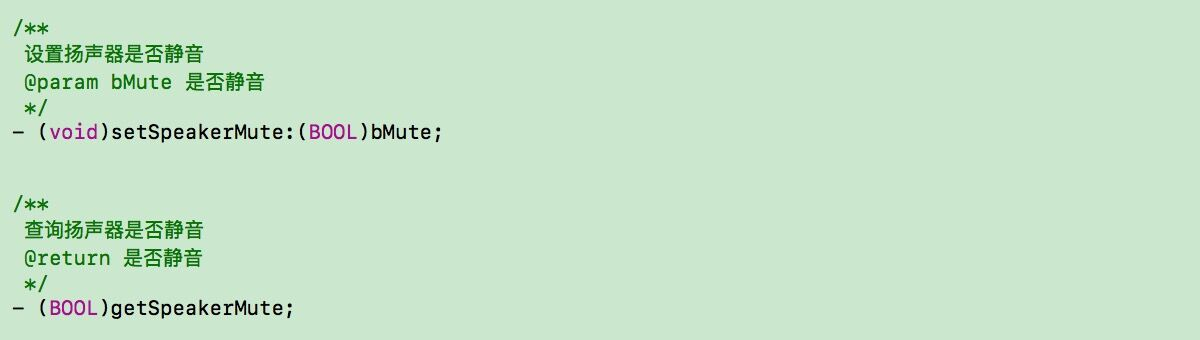 /**
 设置扬声器是否静音
 @param bMute 是否静音
 */
- (void)setSpeakerMute:(BOOL)bMute;
/**
 查询扬声器是否静音
 @return 是否静音
 */
- (BOOL)getSpeakerMute;